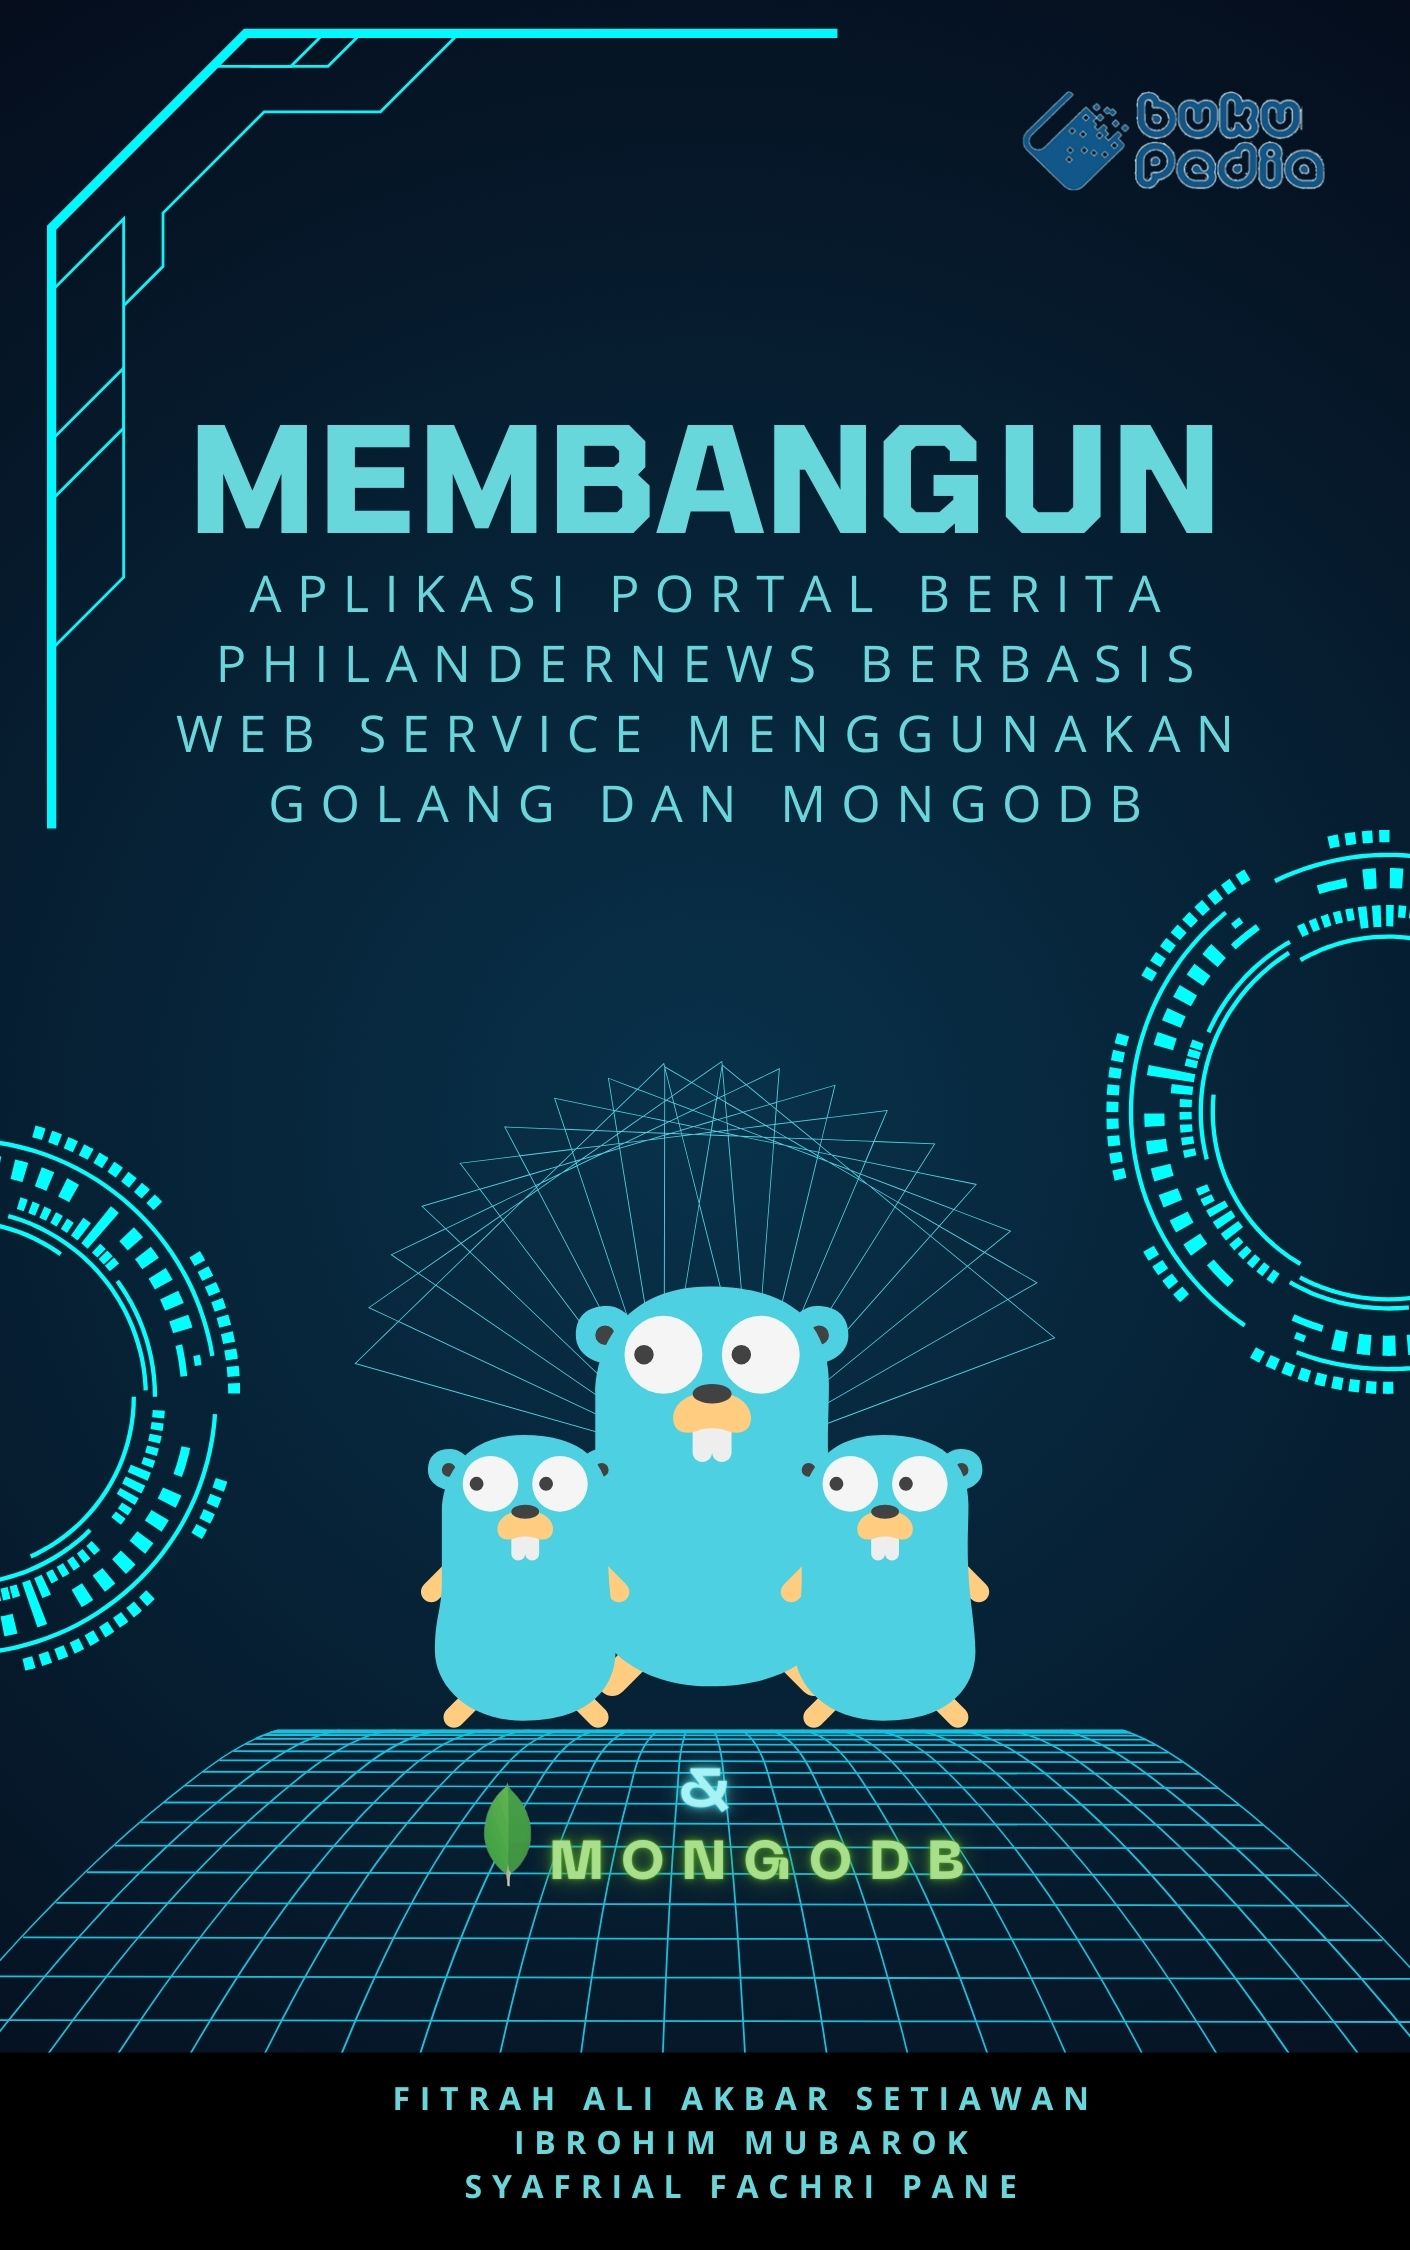 buku
Pedia
MEMBANGUN
APLIKASI PORTAL BERITA
PHILANDERNEWS BERBASIS
WEB SERVICE MENGGUNAKAN
GOLANG DAN MONGODB
&
MONGODB
FITRAH ALI AKBAR SETIAWAN
IBROHIM MUBAROK
SYAFRIAL FACHRI PANE